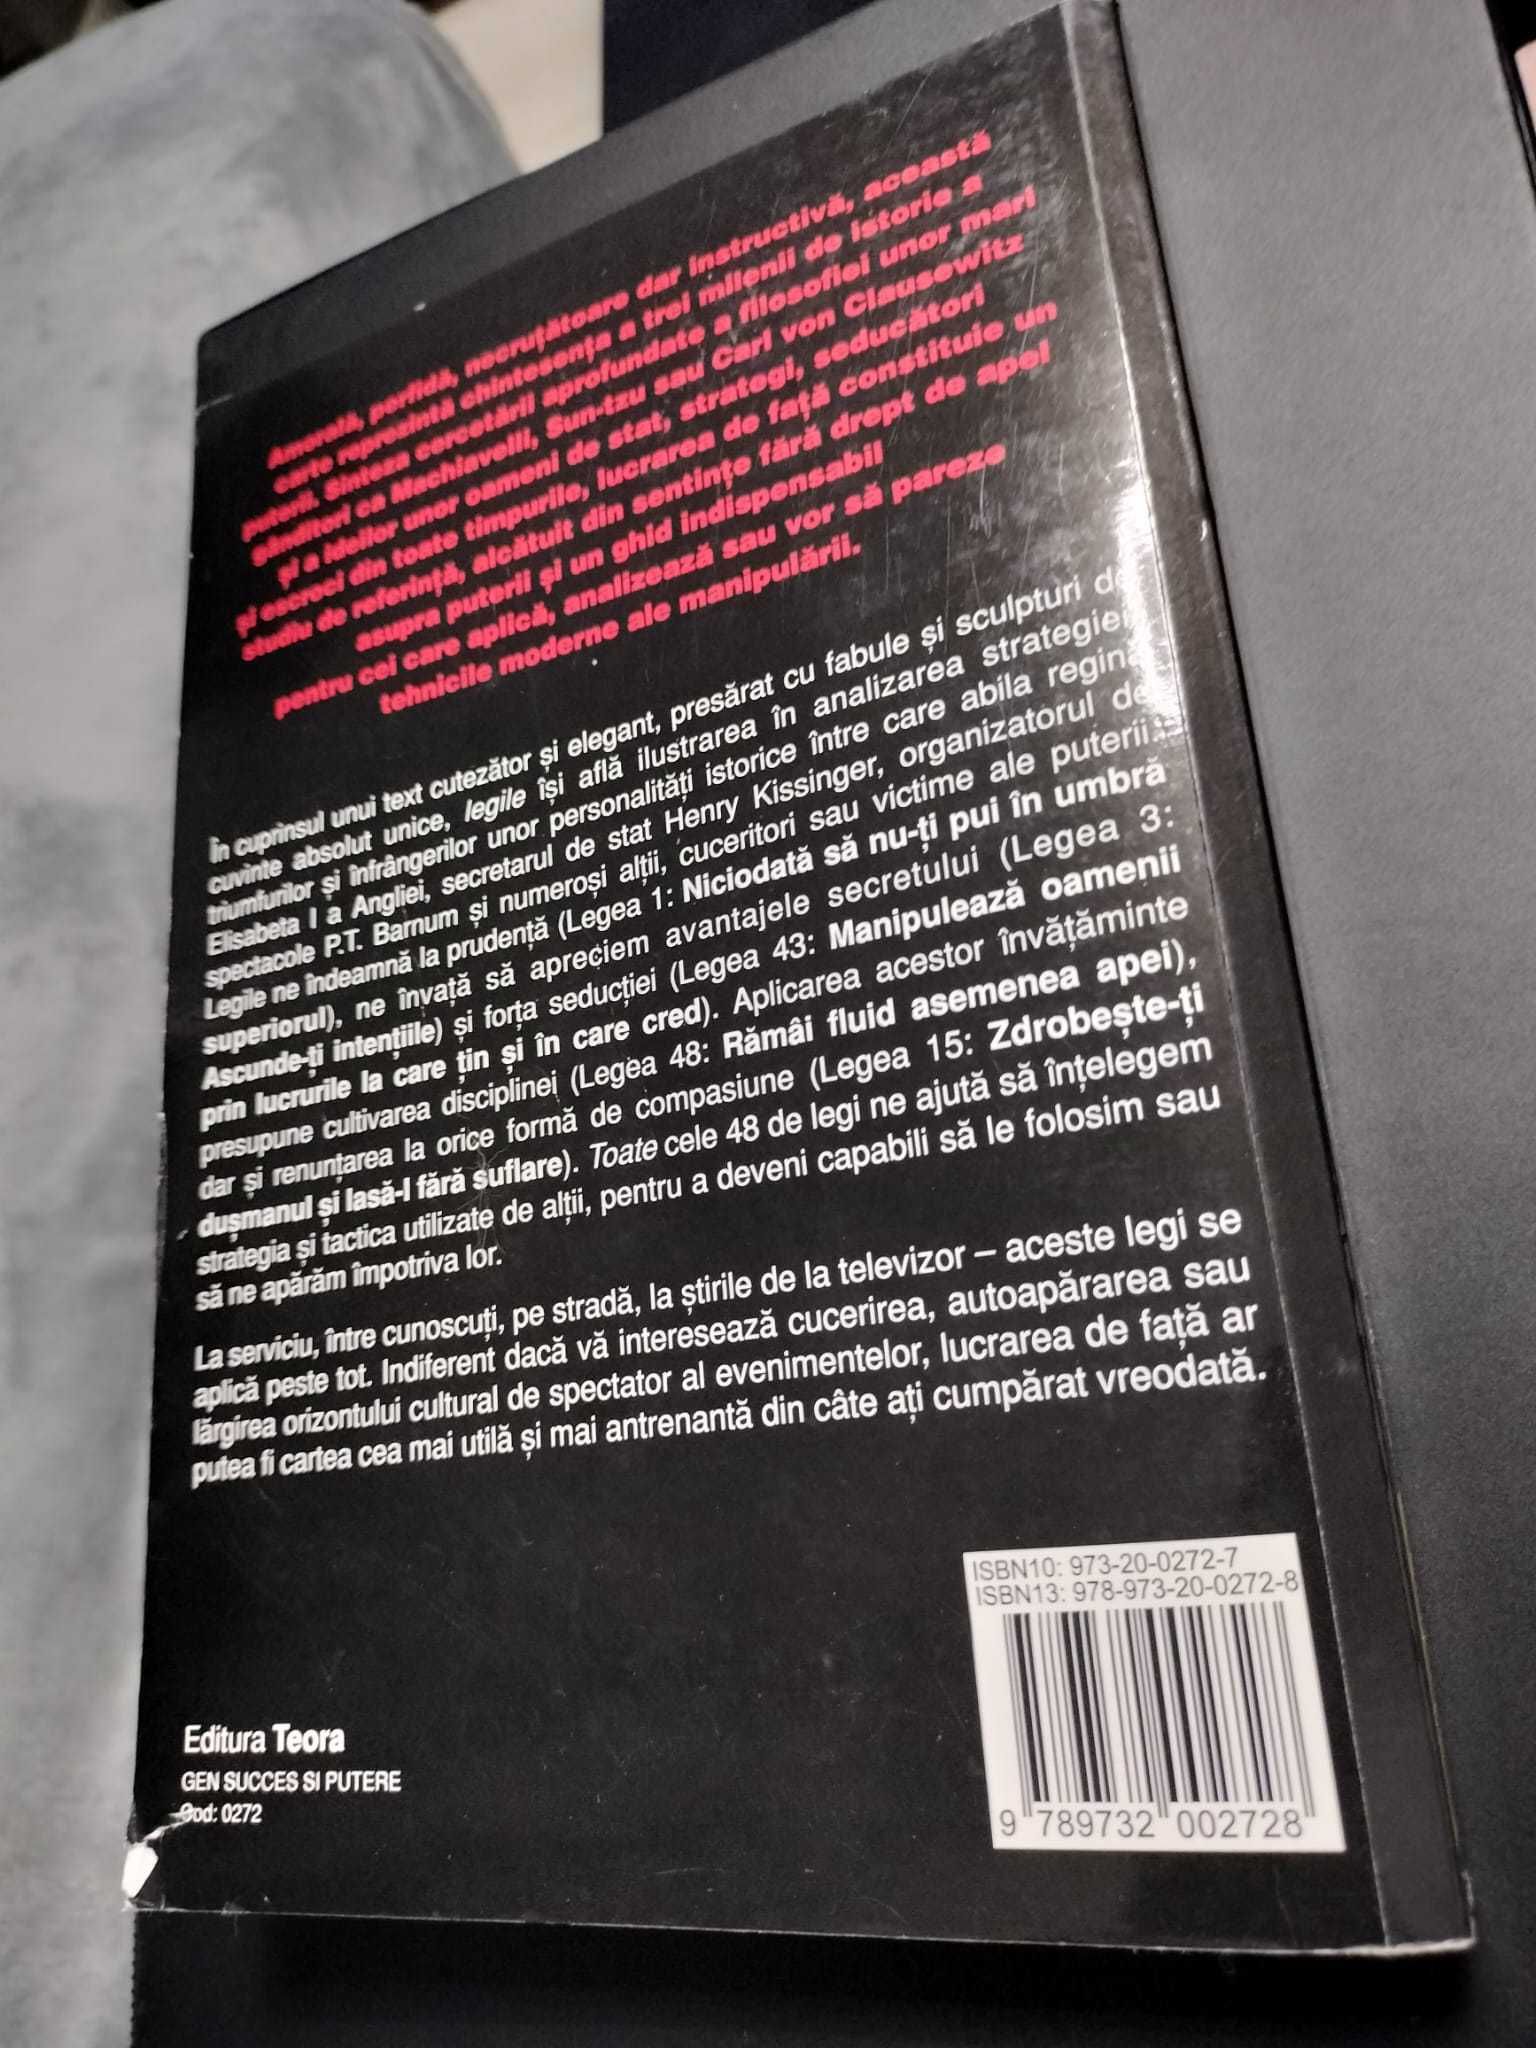 Amorală, perfidă, necruțătoare dar instructivă, această
carte reprezintă chintesența a trei milenii de istorie a
puterii. Sinteza cercetării aprofundate a filosofiei unor mari
gânditori ca Machiavelli, Sun-tzu sau Carl von Clausewitz
și a ideilor unor oameni de stat, strategi, seducători
și escroci din toate timpurile, lucrarea de față constituie un
studiu de referință, alcătuit din sentințe fără drept de apel
asupra puterii și un ghid indispensabil
pentru cei care aplică, analizează sau vor să pareze
tehnicile moderne ale manipulării.
În cuprinsul unui text cutezător și elegant, presărat cu fabule și sculpturi de
cuvinte absolut unice, legile își află ilustrarea în analizarea strategiei,
triumfurilor și înfrângerilor unor personalități istorice între care abila regină
Elisabeta I a Angliei, secretarul de stat Henry Kissinger, organizatorul de
spectacole P.T. Barnum și numeroși alții, cuceritori sau victime ale puterii.
Legile ne îndeamnă la prudență (Legea 1: Niciodată să nu-ți pui în umbră
superiorul), ne învață să apreciem avantajele secretului (Legea 3:
Ascunde-ți intențiile) și forța seducției (Legea 43: Manipulează oamenii
prin lucrurile la care țin și în care cred). Aplicarea acestor învățăminte
presupune cultivarea disciplinei (Legea 48: Rămâi fluid asemenea apei),
dar și renunțarea la orice formă de compasiune (Legea 15: Zdrobește-ți
dușmanul și lasă-l fără suflare). Toate cele 48 de legi ne ajută să înțelegem
strategia și tactica utilizate de alții, pentru a deveni capabili să le folosim sau
să ne apărăm împotriva lor.
La serviciu, între cunoscuți, pe stradă, la știrile de la televizor – aceste legi se
aplică peste tot. Indiferent dacă vă interesează cucerirea, autoapărarea sau
lărgirea orizontului cultural de spectator al evenimentelor, lucrarea de față ar
putea fi cartea cea mai utilă și mai antrenantă din câte ați cumpărat vreodată.
ISBN10: 973-20-0272-7
ISBN13: 978-973-20-0272-8
9 789732 002728
Editura Teora
GEN SUCCES SI PUTERE
Cod: 0272